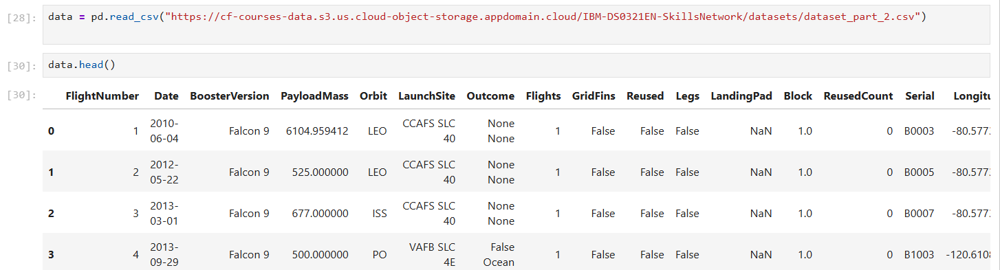 [28]: data = pd.read_csv("https://cf-courses-data.s3.us.cloud-object-storage.appdomain.cloud/IBM-DS0321EN-SkillsNetwork/datasets/dataset_part_2.csv")
[30]: data.head()
[30]: FlightNumber Date BoosterVersion PayloadMass Orbit LaunchSite Outcome Flights GridFins Reused Legs LandingPad Block ReusedCount Serial Longitu
0 1 2010-06-04 Falcon 9 6104.959412 LEO CCAFS SLC 40 None None 1 False False False NaN 1.0 0 B0003 -80.577
1 2 2012-05-22 Falcon 9 525.000000 LEO CCAFS SLC 40 None None 1 False False False NaN 1.0 0 B0005 -80.577
2 3 2013-03-01 Falcon 9 677.000000 ISS CCAFS SLC 40 None None 1 False False False NaN 1.0 0 B0007 -80.577
3 4 2013-09-29 Falcon 9 500.000000 PO VAFB SLC 4E False Ocean 1 False False False NaN 1.0 0 B1003 -120.610